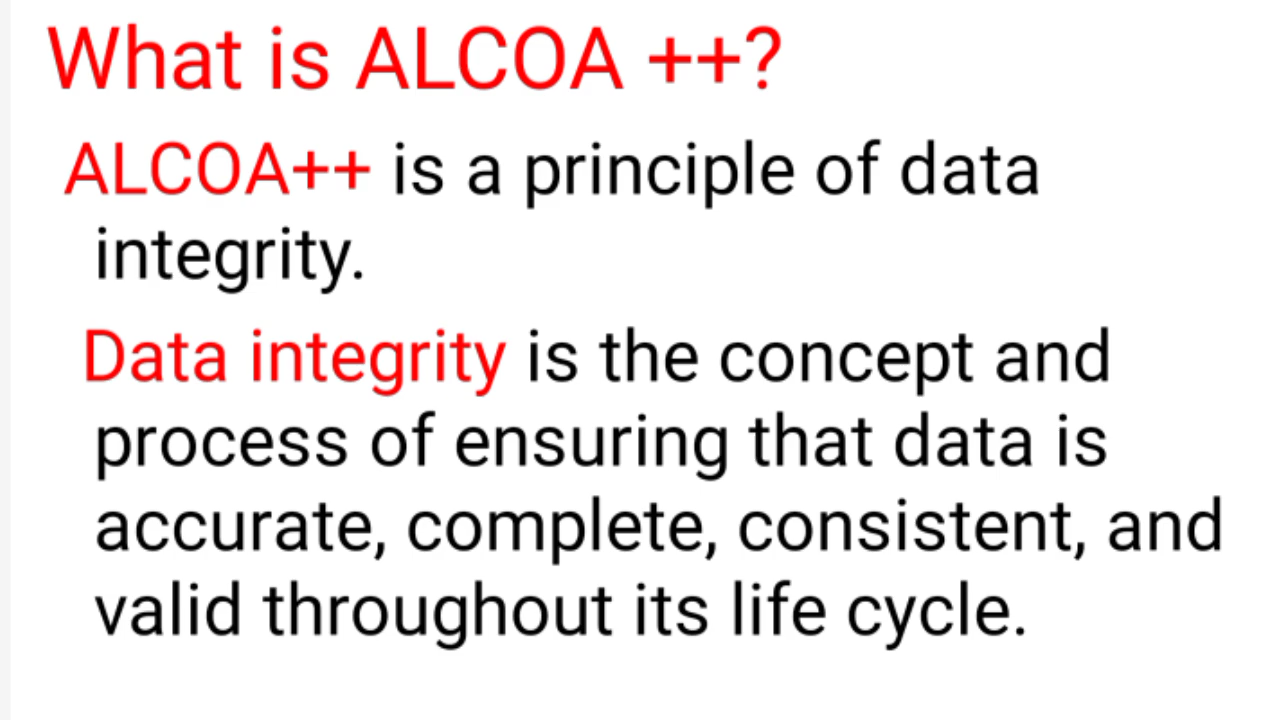 What is ALCOA ++?
ALCOA++ is a principle of data
integrity.
Data integrity is the concept and
process of ensuring that data is
accurate, complete, consistent, and
valid throughout its life cycle.